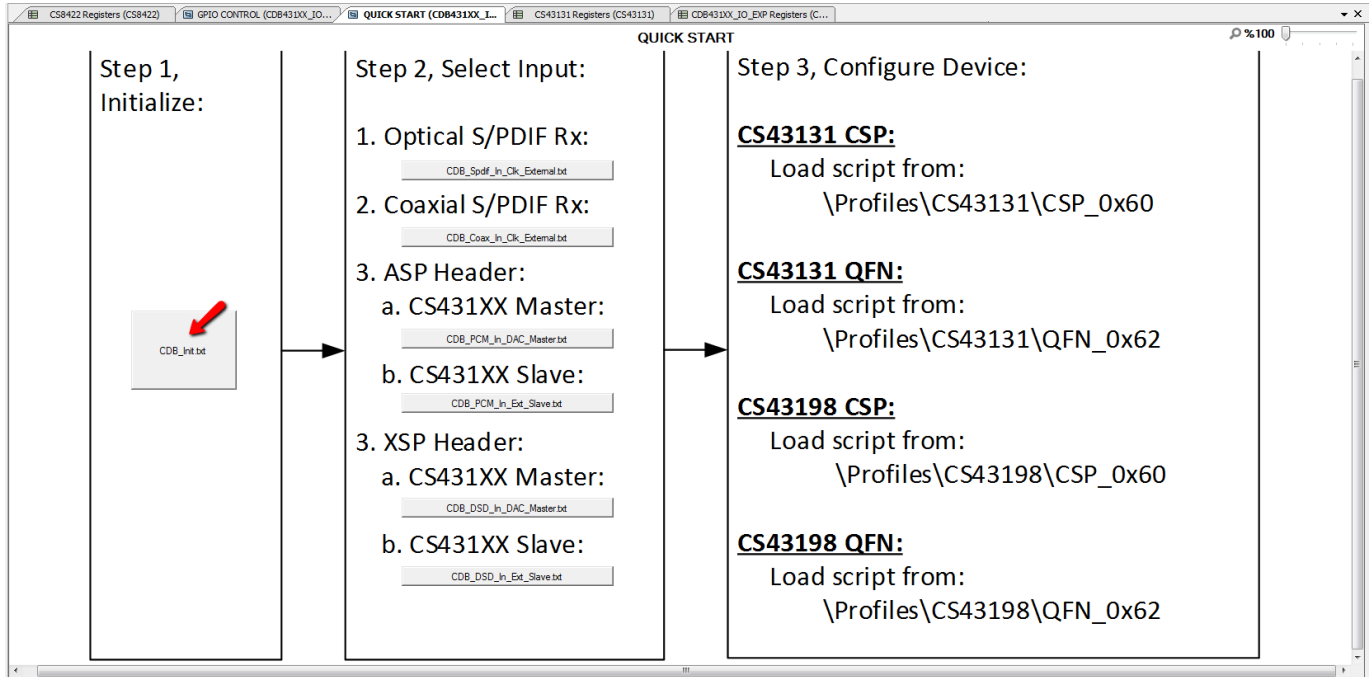 CS8422 Registers (CS8422)
GPIO CONTROL (CDB431XX_IO...
QUICK START (CDB431XX_I...
CS43131 Registers (CS43131)
CDB431XX_IO_EXP Registers (C...
QUICK START
%100
Step 1,
Initialize:
CDB_Init.txt
Step 2, Select Input:
1. Optical S/PDIF Rx:
CDB_Spdif_In_Clk_External.txt
2. Coaxial S/PDIF Rx:
CDB_Coax_In_Clk_External.txt
3. ASP Header:
a. CS431XX Master:
CDB_PCM_In_DAC_Master.txt
b. CS431XX Slave:
CDB_PCM_In_Ext_Slave.txt
3. XSP Header:
a. CS431XX Master:
CDB_DSD_In_DAC_Master.txt
b. CS431XX Slave:
CDB_DSD_In_Ext_Slave.txt
Step 3, Configure Device:
CS43131 CSP:
Load script from:
\Profiles\CS43131\CSP_0x60
CS43131 QFN:
Load script from:
\Profiles\CS43131\QFN_0x62
CS43198 CSP:
Load script from:
\Profiles\CS43198\CSP_0x60
CS43198 QFN:
Load script from:
\Profiles\CS43198\QFN_0x62